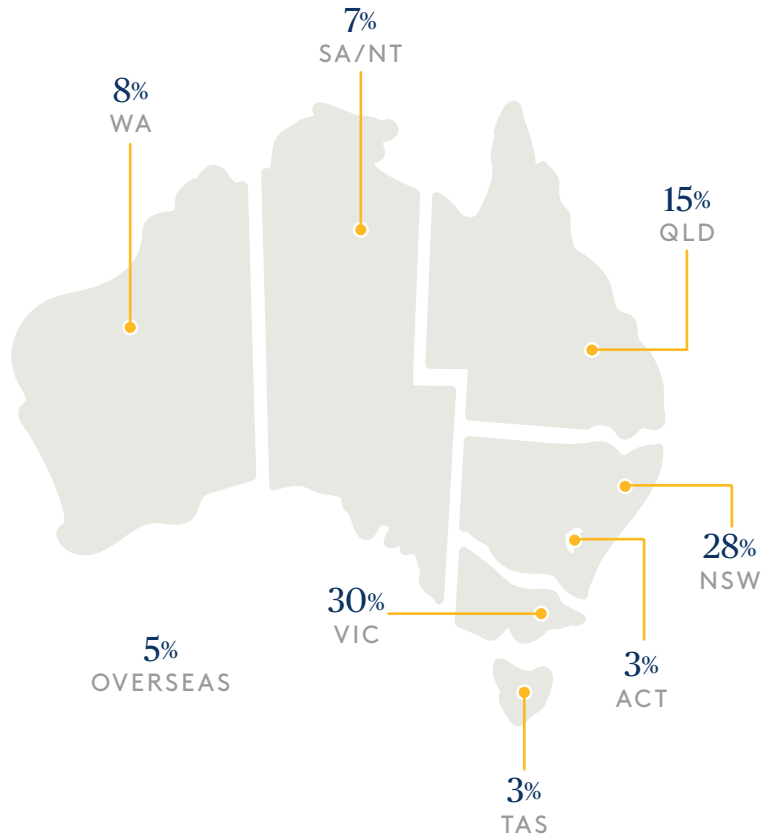 7%
SA/NT
8%
WA
15%
QLD
28%
NSW
30%
VIC
5%
OVERSEAS
3%
ACT
3%
TAS